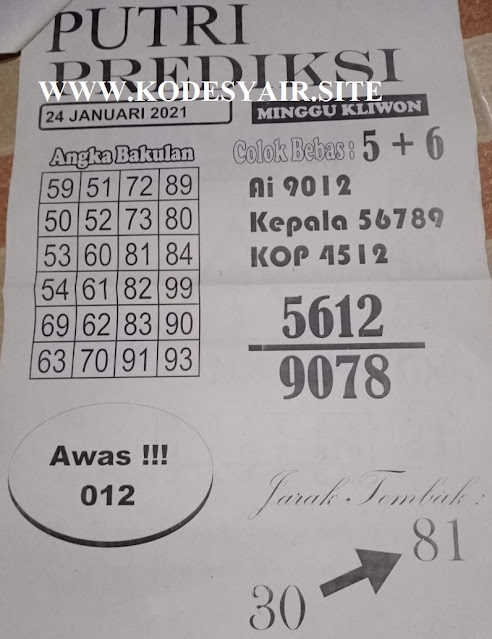 PUTRI
PREDIKSI
WWW.KODESYAIR.SITE
24 JANUARI 2021
MINGGU KLIWON
Angka Bakulan
59 51 72 89
50 52 73 80
53 60 81 84
54 61 82 99
69 62 83 90
63 70 91 93
Colok Bebas : 5 + 6
Ai 9012
Kepala 56789
KOP 4512
5612
9078
Awas !!!
012
Jarak Tembak :
81
30